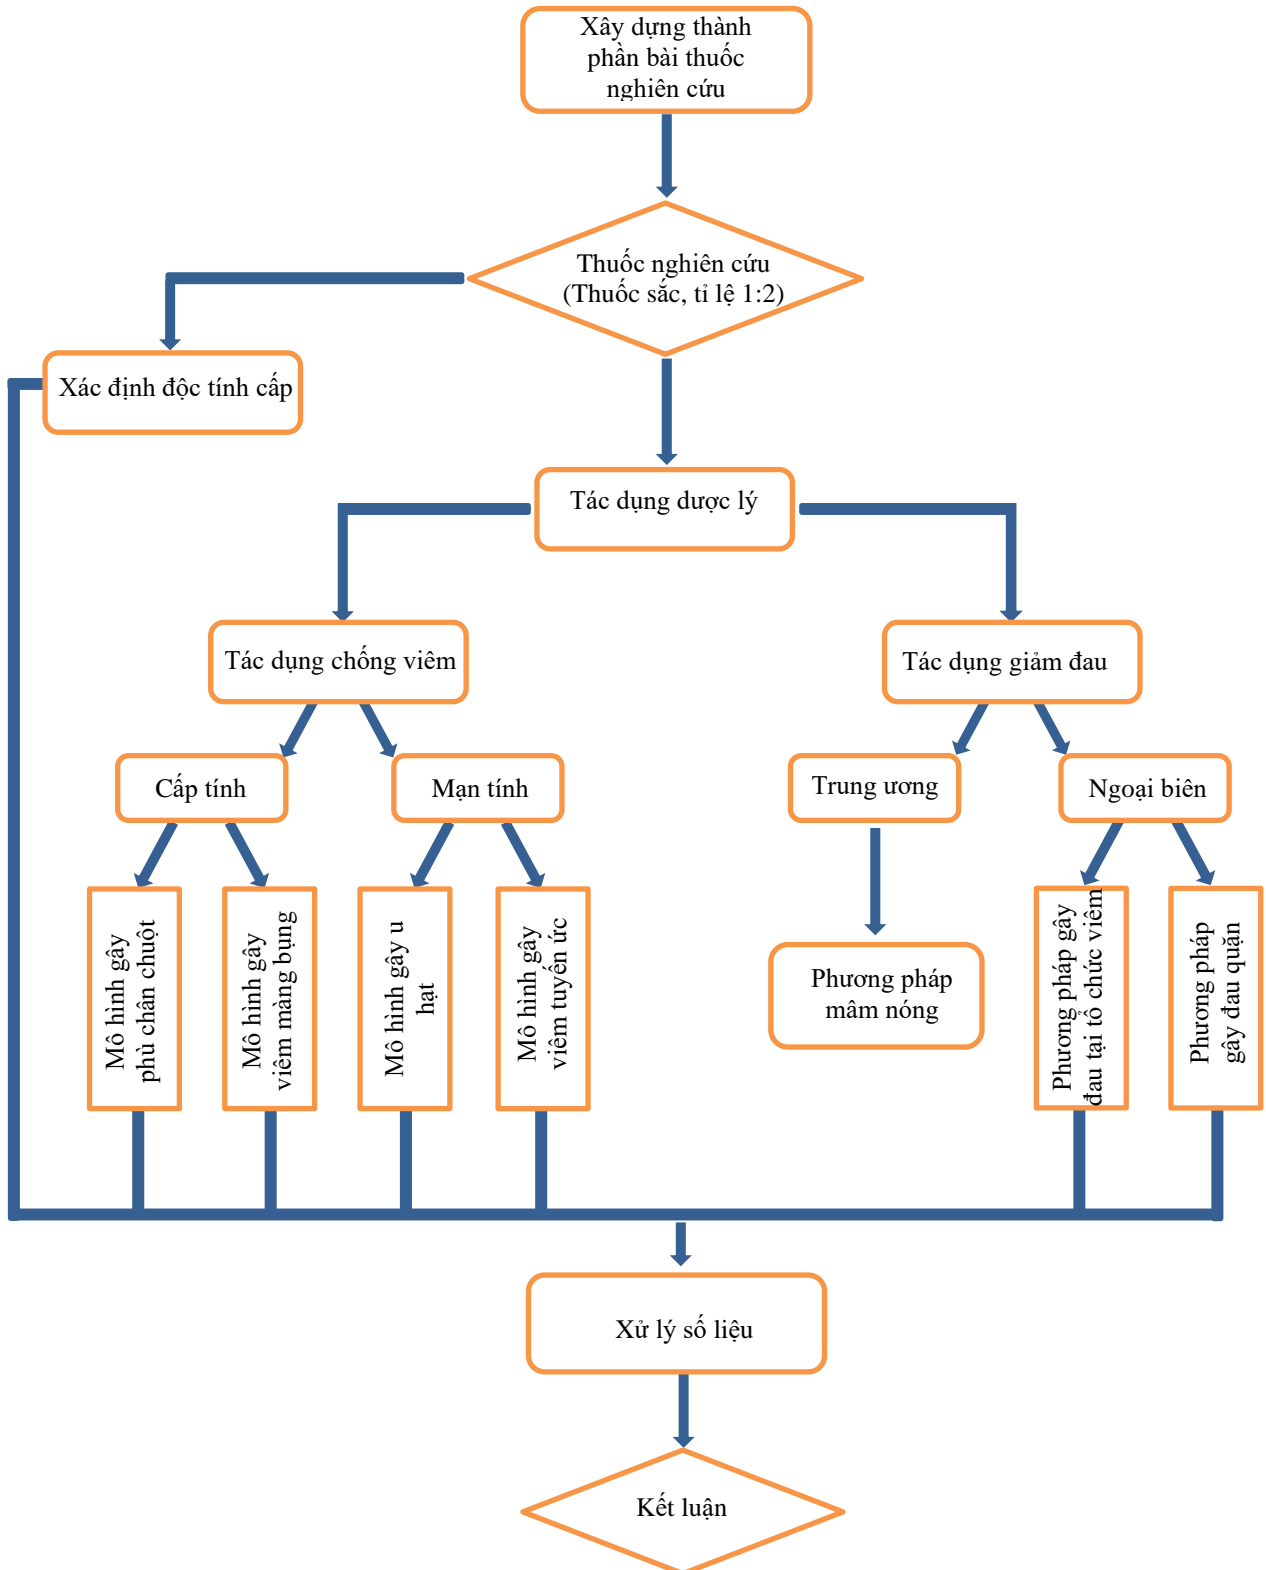 Xây dựng thành
phần bài thuốc
nghiên cứu
Thuốc nghiên cứu
(Thuốc sắc, tỉ lệ 1:2)
Xác định độc tính cấp
Tác dụng dược lý
Tác dụng chống viêm
Tác dụng giảm đau
Cấp tính
Mạn tính
Trung ương
Ngoại biên
Mô hình gây
phù chân chuột
Mô hình gây
viêm màng bụng
Mô hình gây u
hạt
Mô hình gây
viêm tuyến ức
Phương pháp
mâm nóng
Phương pháp gây
đau tại tổ chức viêm
Phương pháp
gây đau quặn
Xử lý số liệu
Kết luận